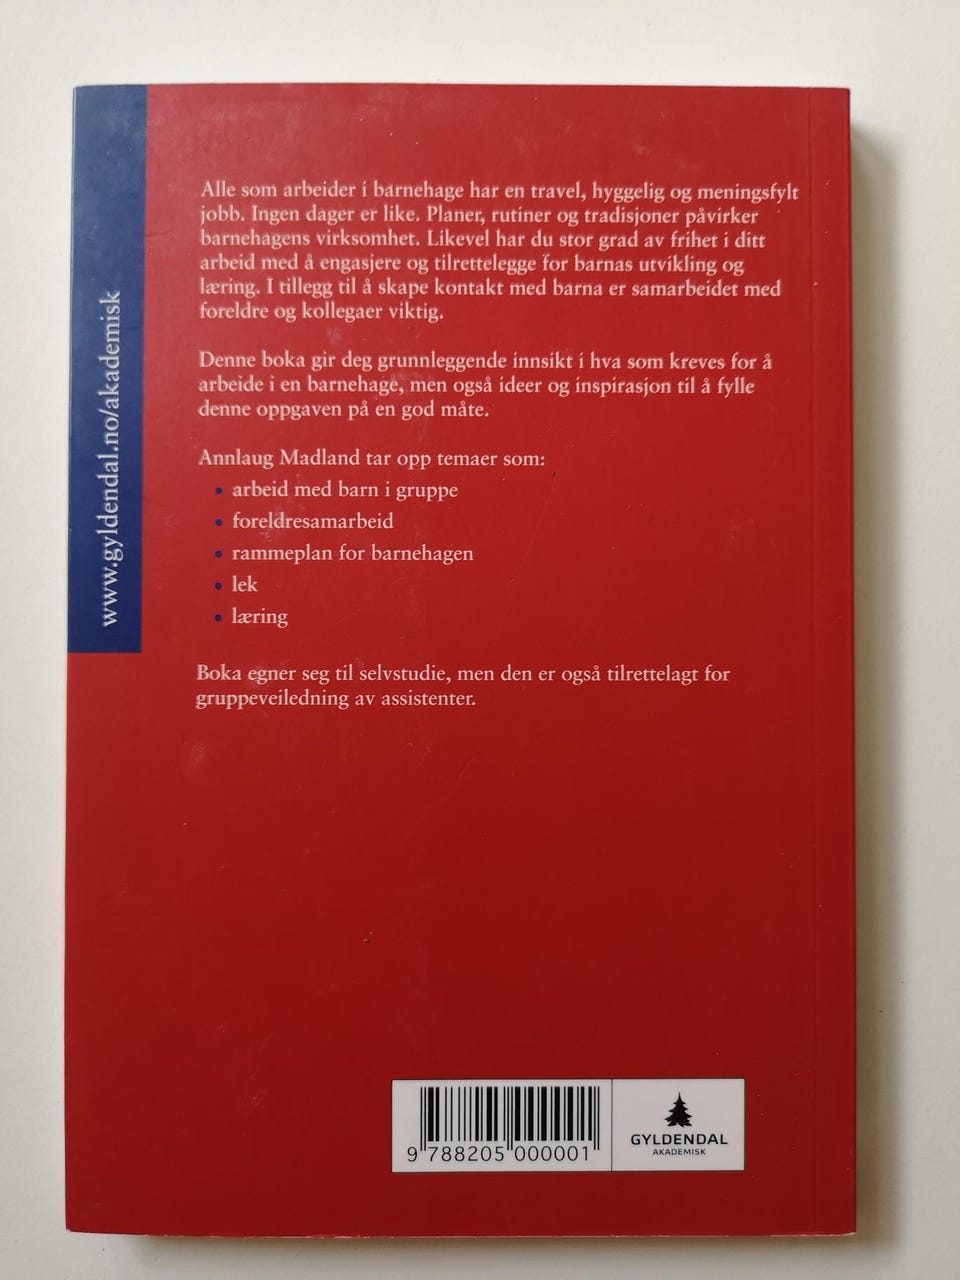 www.gyldendal.no/akademisk
Alle som arbeider i barnehage har en travel, hyggelig og meningsfylt
jobb. Ingen dager er like. Planer, rutiner og tradisjoner påvirker
barnehagens virksomhet. Likevel har du stor grad av frihet i ditt
arbeid med å engasjere og tilrettelegge for barnas utvikling og
læring. I tillegg til å skape kontakt med barna er samarbeidet med
foreldre og kollegaer viktig.
Denne boka gir deg grunnleggende innsikt i hva som kreves for å
arbeide i en barnehage, men også ideer og inspirasjon til å fylle
denne oppgaven på en god måte.
Annlaug Madland tar opp temaer som:
• arbeid med barn i gruppe
• foreldresamarbeid
• rammeplan for barnehagen
• lek
• læring
Boka egner seg til selvstudie, men den er også tilrettelagt for
gruppeveiledning av assistenter.
9 788205 000001
GYLDENDAL
AKADEMISK